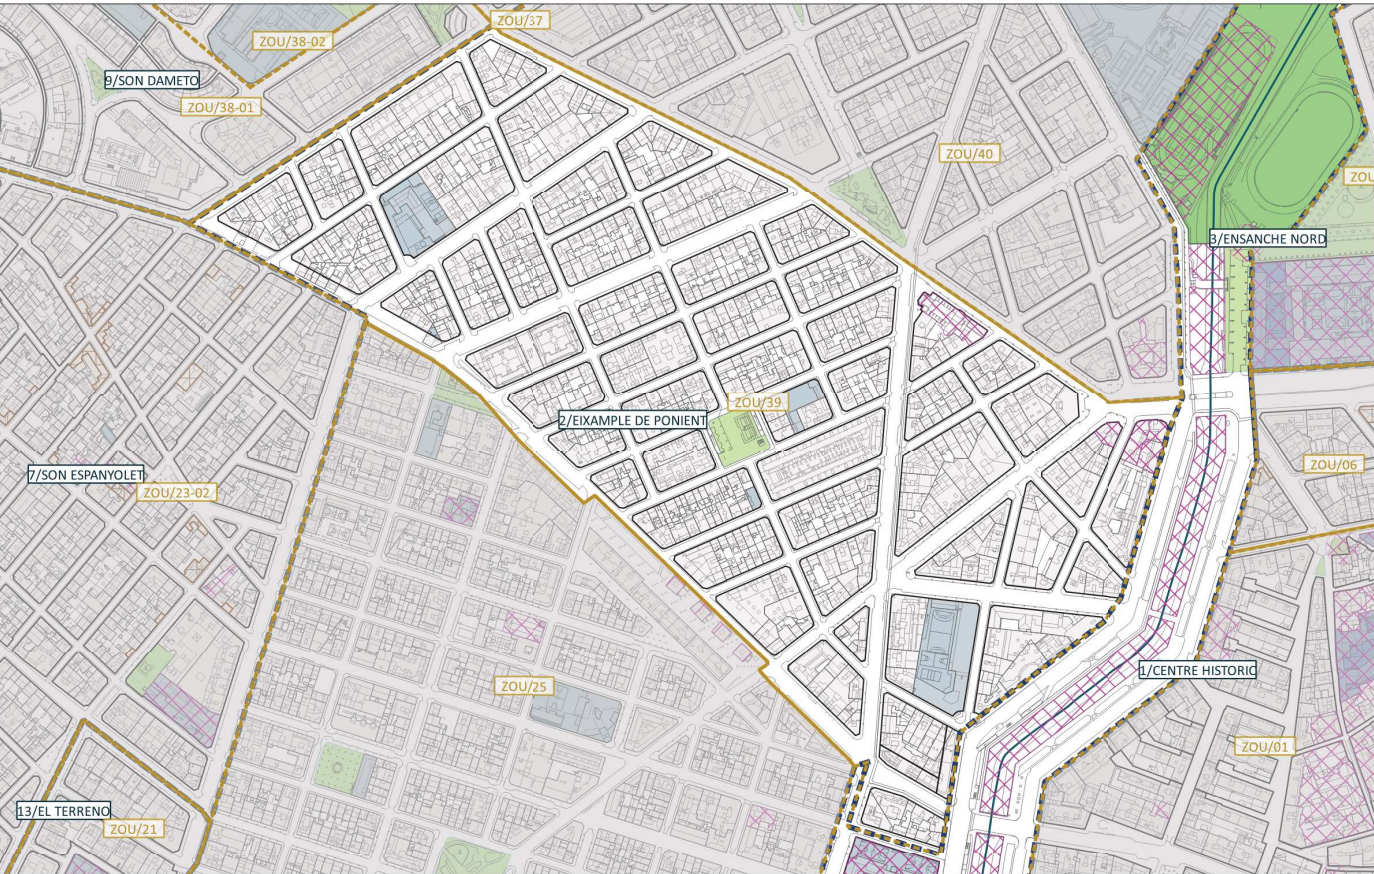 ZOU/37
ZOU/38-02
9/SON DAMETO
ZOU/38-01
ZOU/40
ZOU
3/ENSANCHE NORD
ZOU/39
2/EIXAMPLE DE PONIENT
ZOU/06
7/SON ESPANYOLET
ZOU/23-02
1/CENTRE HISTORIC
ZOU/25
ZOU/01
13/EL TERRENO
ZOU/21